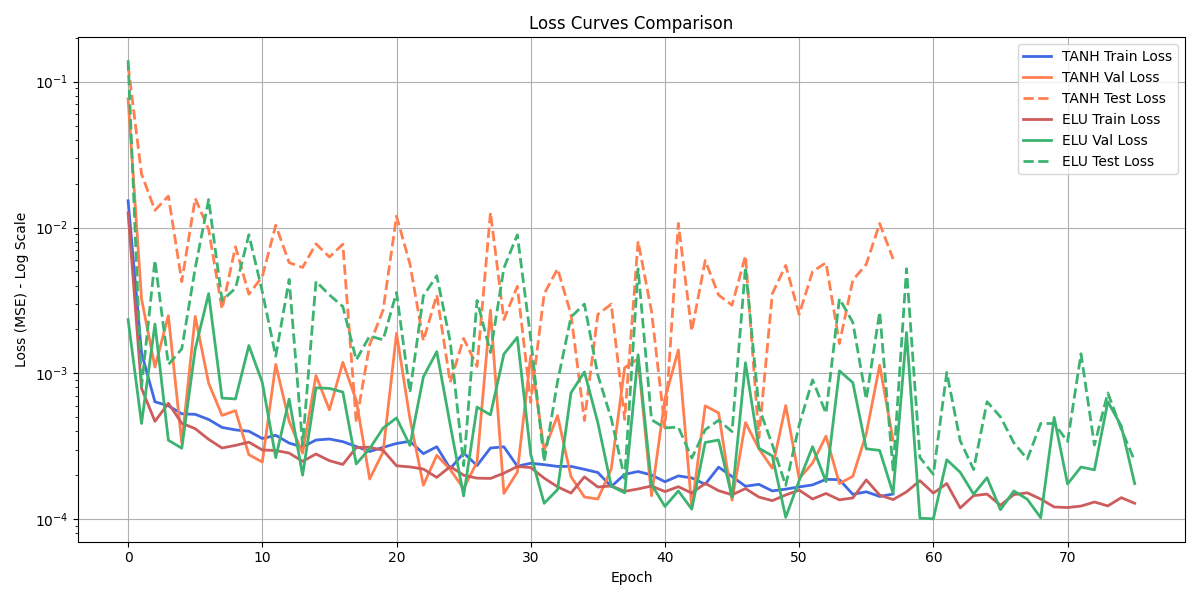 Loss Curves Comparison
TANH Train Loss
TANH Val Loss
TANH Test Loss
ELU Train Loss
ELU Val Loss
ELU Test Loss
Loss (MSE) - Log Scale
10⁻¹
10⁻²
10⁻³
10⁻⁴
0 10 20 30 40 50 60 70
Epoch